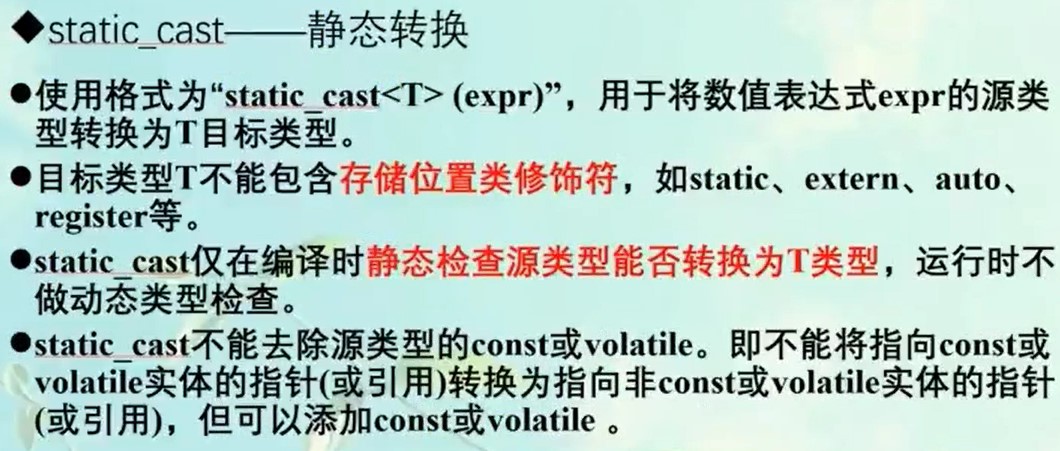 ◆static_cast——静态转换
●使用格式为“static_cast<T> (expr)”，用于将数值表达式expr的源类
型转换为T目标类型。
●目标类型T不能包含存储位置类修饰符，如static、extern、auto、
register等。
●static_cast仅在编译时静态检查源类型能否转换为T类型，运行时不
做动态类型检查。
●static_cast不能去除源类型的const或volatile。即不能将指向const或
volatile实体的指针(或引用)转换为指向非const或volatile实体的指针
(或引用)，但可以添加const或volatile 。